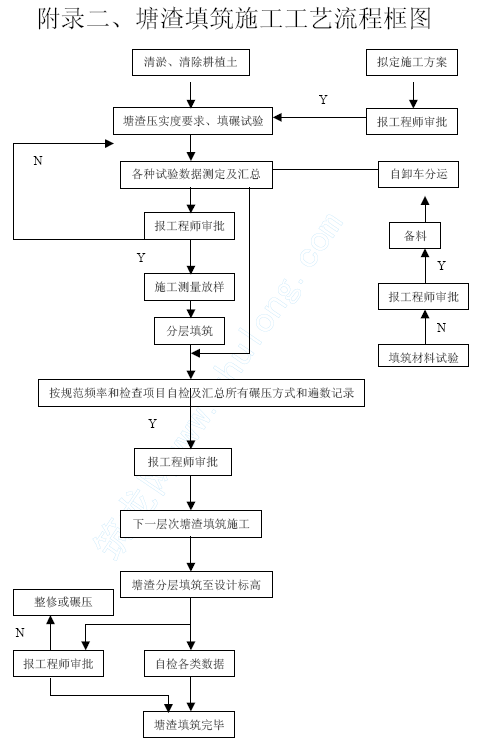 附录二、塘渣填筑施工工艺流程框图
清淤、清除耕植土
拟定施工方案
Y
塘渣压实度要求、填碾试验
报工程师审批
N
各种试验数据测定及汇总
自卸车分运
报工程师审批
备料
Y
Y
施工测量放样
报工程师审批
分层填筑
N
填筑材料试验
按规范频率和检查项目自检及汇总所有碾压方式和遍数记录
Y
报工程师审批
下一层次塘渣填筑施工
塘渣分层填筑至设计标高
整修或碾压
N
报工程师审批
自检各类数据
塘渣填筑完毕